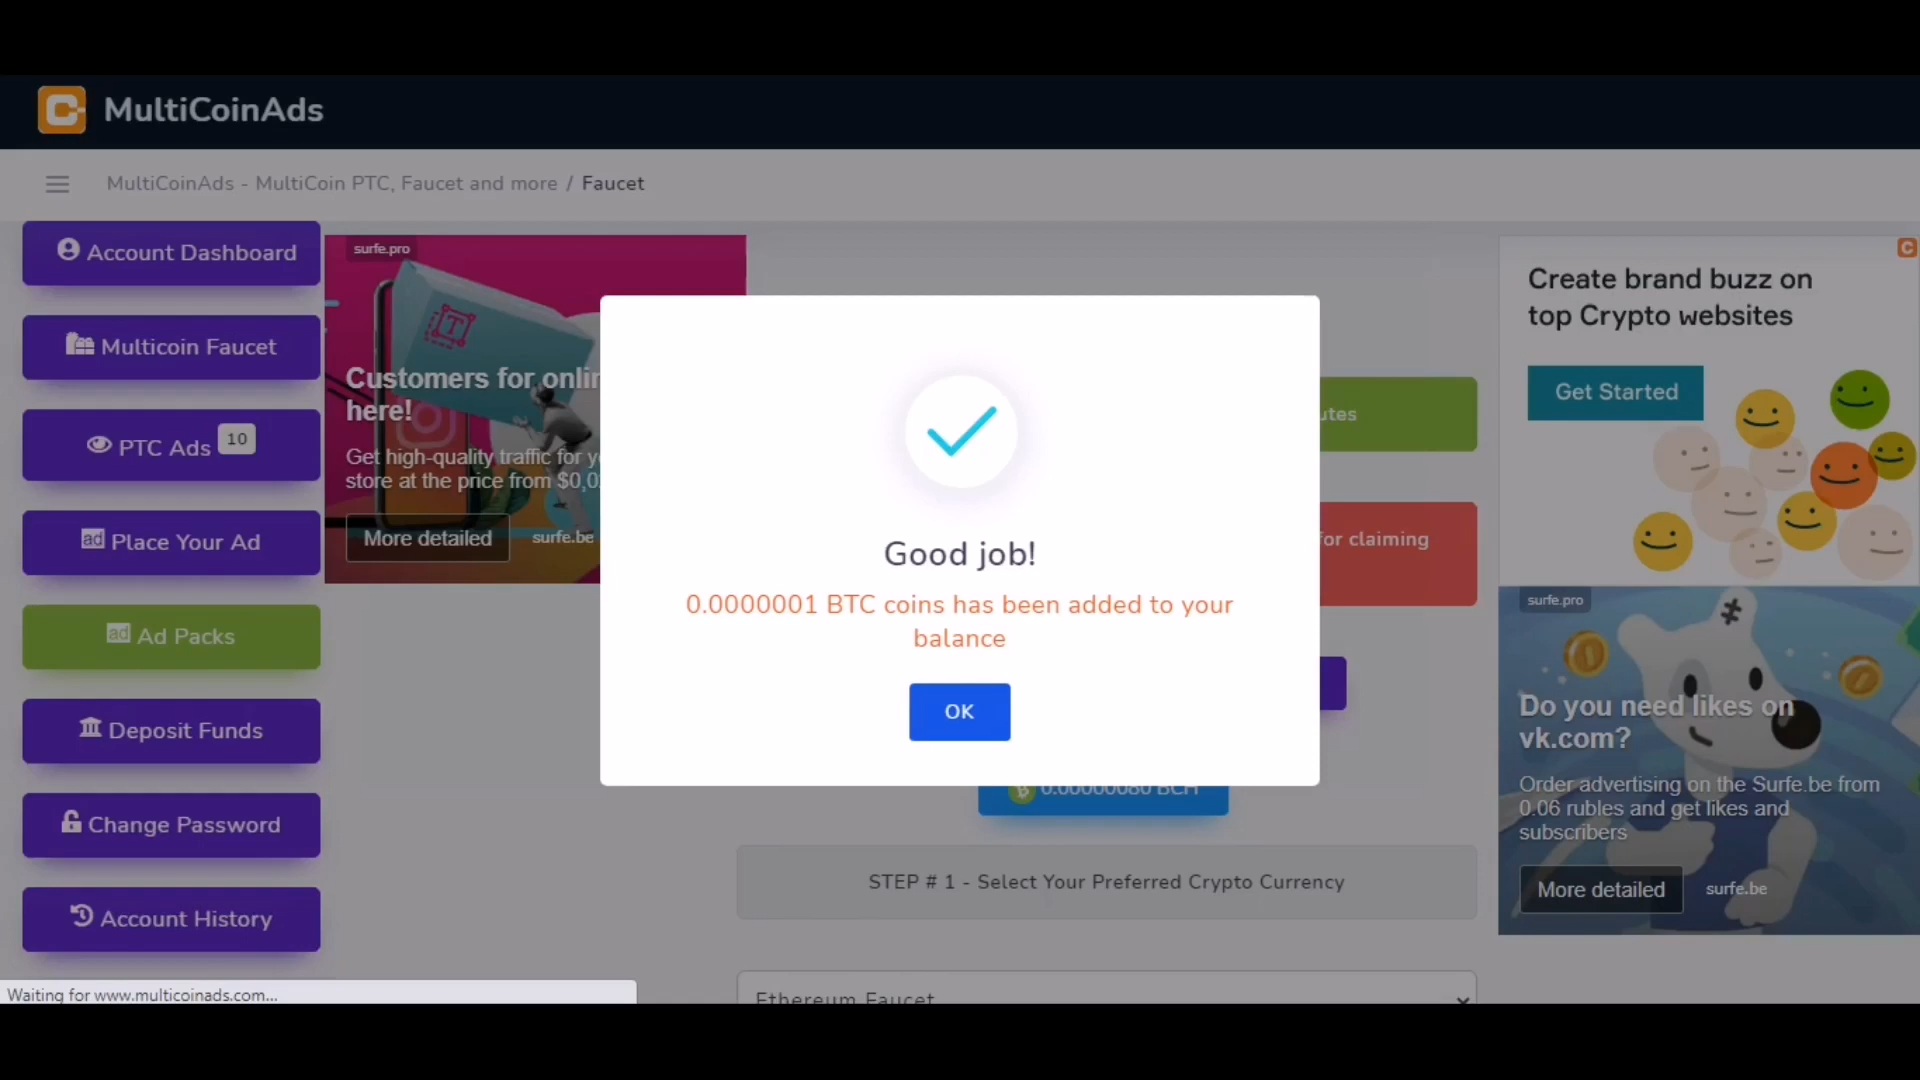 MultiCoinAds
MultiCoinAds - MultiCoin PTC, Faucet and more / Faucet
Account Dashboard
Multicoin Faucet
PTC Ads 10
Place Your Ad
Ad Packs
Deposit Funds
Change Password
Account History
surfe.pro
Customers for
here!
Get high-quality traffic for
store at the price from
More detailed
surfe.be
Good job!
0.0000001 BTC coins has been added to your
balance
OK
for claiming
0.00000080 BCH
STEP # 1 - Select Your Preferred Crypto Currency
Ethereum Faucet
Create brand buzz on
top Crypto websites
Get Started
surfe.pro
Do you need likes on
vk.com?
Order advertising on the Surfe.be from
0.06 rubles and get likes and
subscribers
More detailed
surfe.be
Waiting for www.multicoinads.com...